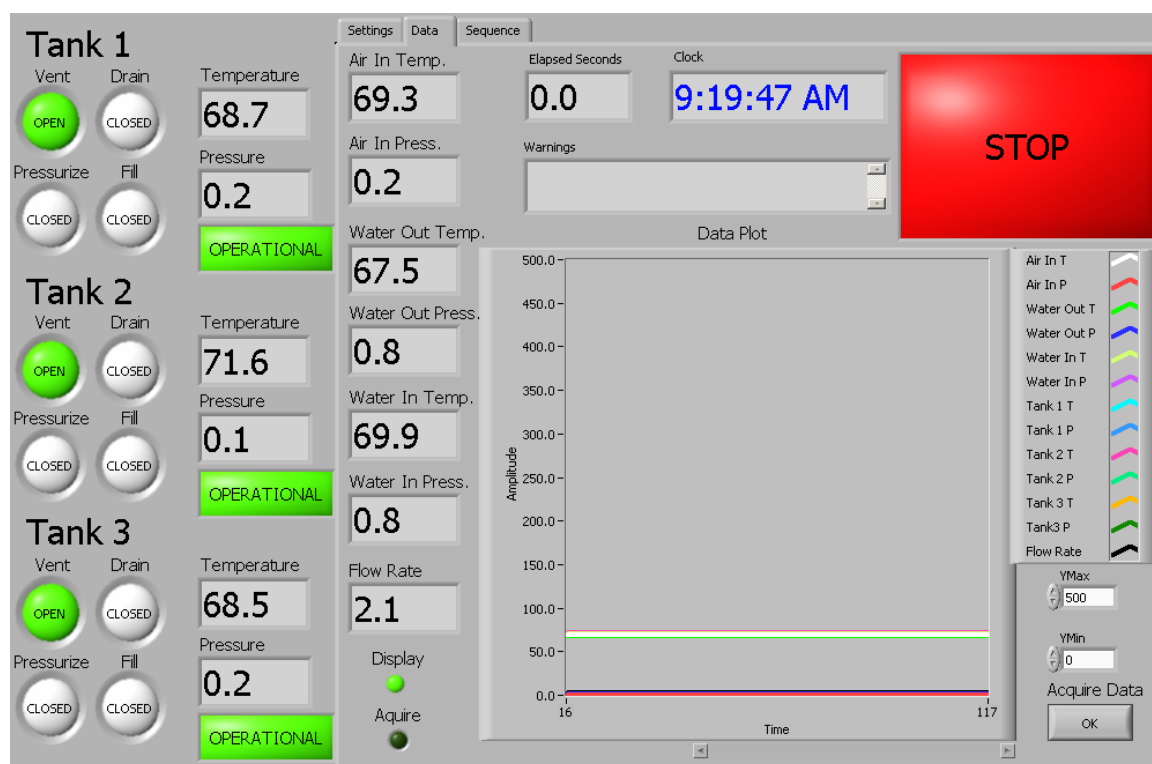 Tank 1
Vent Drain
OPEN CLOSED
Pressurize Fill
CLOSED CLOSED
Temperature
68.7
Pressure
0.2
OPERATIONAL
Tank 2
Vent Drain
OPEN CLOSED
Pressurize Fill
CLOSED CLOSED
Temperature
71.6
Pressure
0.1
OPERATIONAL
Tank 3
Vent Drain
OPEN CLOSED
Pressurize Fill
CLOSED CLOSED
Temperature
68.5
Pressure
0.2
OPERATIONAL
Settings Data Sequence
Air In Temp.
69.3
Air In Press.
0.2
Water Out Temp.
67.5
Water Out Press.
0.8
Water In Temp.
69.9
Water In Press.
0.8
Flow Rate
2.1
Display
Aquire
Elapsed Seconds
0.0
Clock
9:19:47 AM
Warnings
STOP
Data Plot
500.0
450.0
400.0
350.0
300.0
250.0
200.0
150.0
100.0
50.0
0.0
Amplitude
16 117
Time
Air In T
Air In P
Water Out T
Water Out P
Water In T
Water In P
Tank 1 T
Tank 1 P
Tank 2 T
Tank 2 P
Tank 3 T
Tank3 P
Flow Rate
YMax
500
YMin
0
Acquire Data
OK